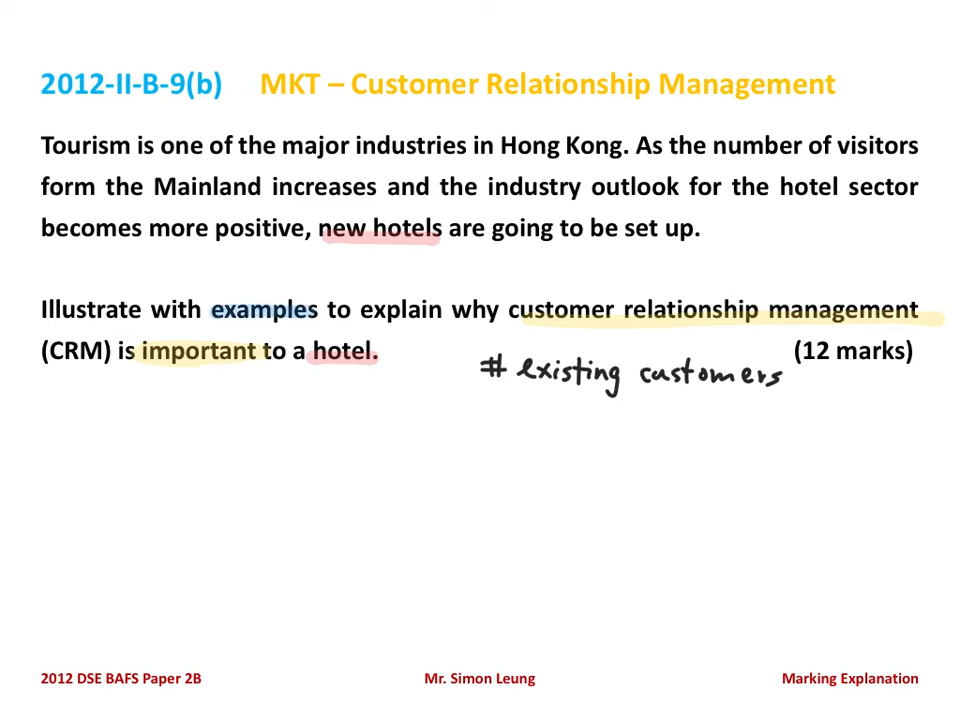 2012-II-B-9(b) MKT – Customer Relationship Management
Tourism is one of the major industries in Hong Kong. As the number of visitors
form the Mainland increases and the industry outlook for the hotel sector
becomes more positive, new hotels are going to be set up.
Illustrate with examples to explain why customer relationship management
(CRM) is important to a hotel. (12 marks)
# existing customers
2012 DSE BAFS Paper 2B Mr. Simon Leung Marking Explanation